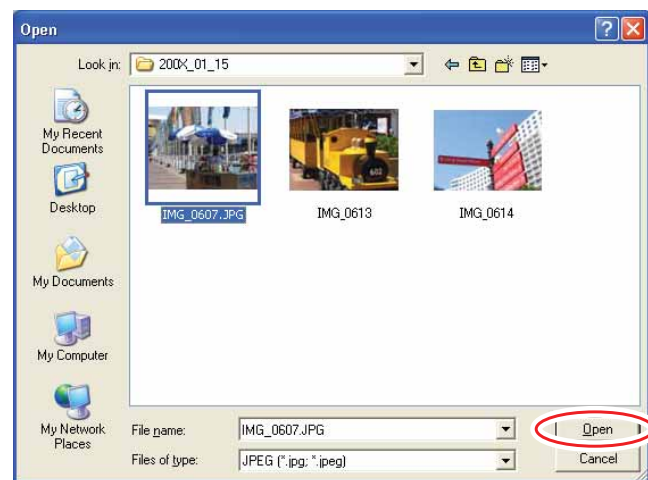 Open
Look in: 200X_01_15
My Recent
Documents
Desktop
My Documents
My Computer
My Network
Places
IMG_0607.JPG IMG_0613 IMG_0614
File name: IMG_0607.JPG Open
Files of type: JPEG (*.jpg; *.jpeg) Cancel